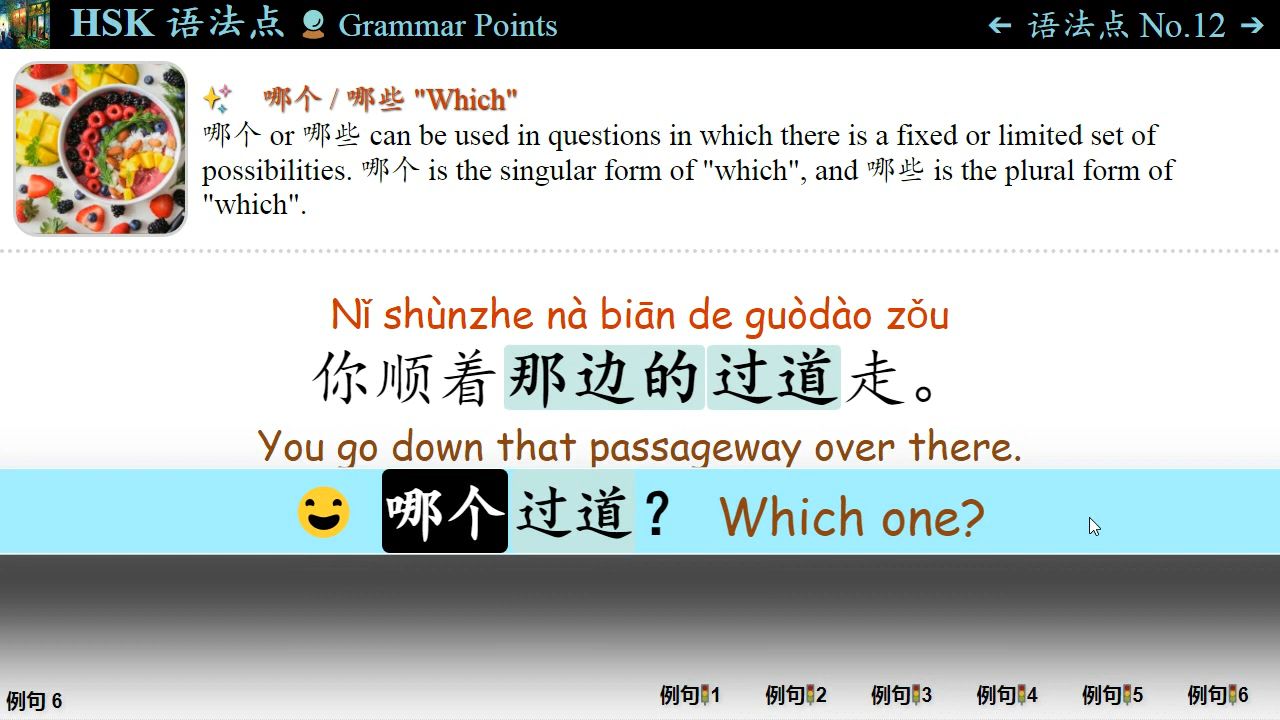 HSK 语法点 Grammar Points ← 语法点 No.12 →
哪个 / 哪些 "Which"
哪个 or 哪些 can be used in questions in which there is a fixed or limited set of
possibilities. 哪个 is the singular form of "which", and 哪些 is the plural form of
"which".
Nǐ shùnzhe nà biān de guòdào zǒu
你顺着那边的过道走。
You go down that passageway over there.
哪个过道？ Which one?
例句 6 例句🚦1 例句🚦2 例句🚦3 例句🚦4 例句🚦5 例句🚦6